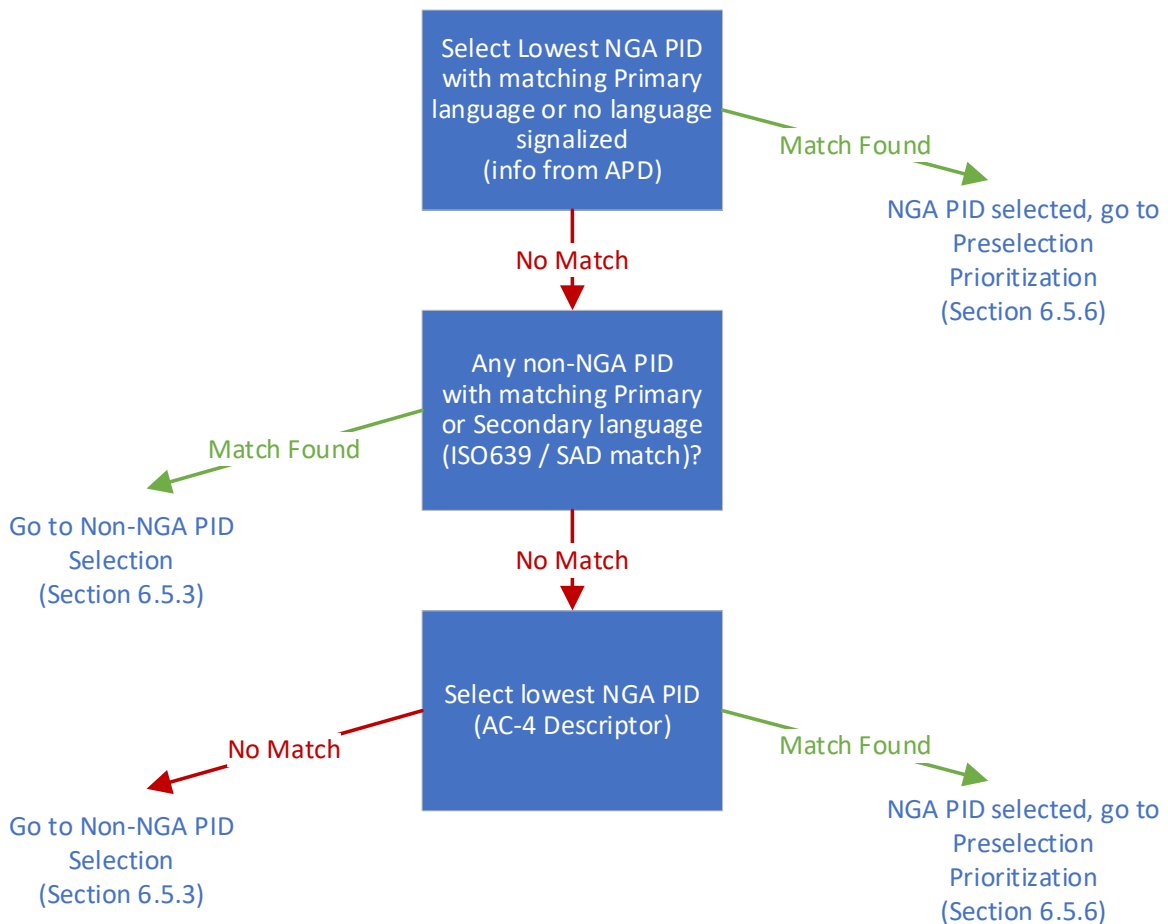 Select Lowest NGA PID
with matching Primary
language or no language
signalized
(info from APD)
Match Found
NGA PID selected, go to
Preselection
Prioritization
(Section 6.5.6)
No Match
Any non-NGA PID
with matching Primary
or Secondary language
(ISO639 / SAD match)?
Match Found
Go to Non-NGA PID
Selection
(Section 6.5.3)
No Match
Select lowest NGA PID
(AC-4 Descriptor)
No Match
Match Found
Go to Non-NGA PID
Selection
(Section 6.5.3)
NGA PID selected, go to
Preselection
Prioritization
(Section 6.5.6)